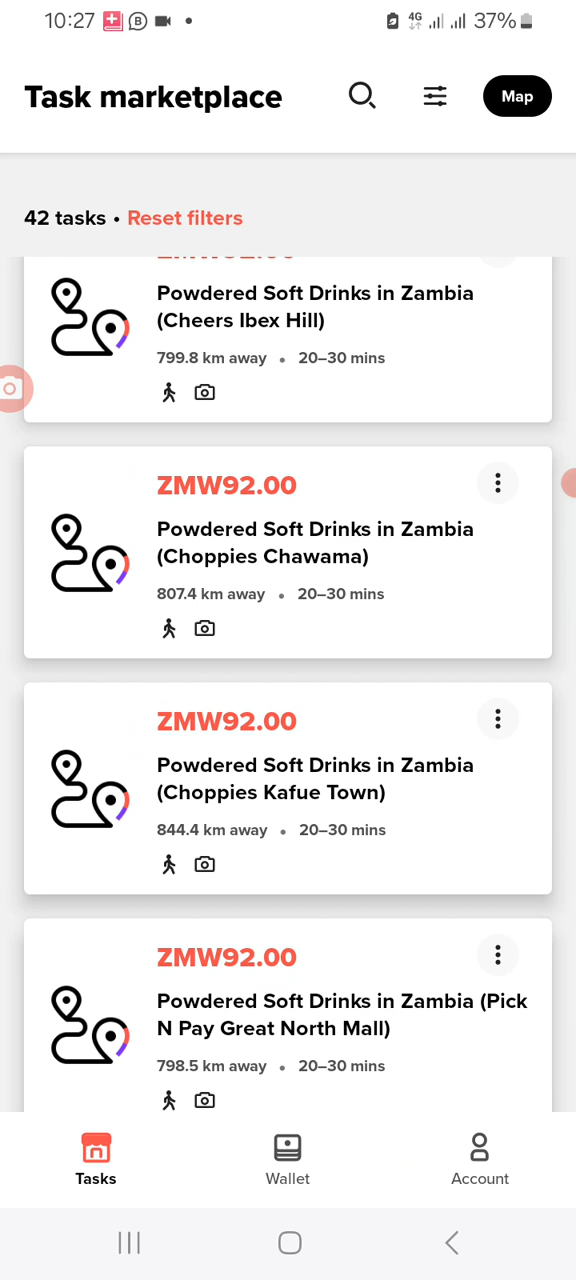 10:27 B 4G 37%
Task marketplace
Map
42 tasks • Reset filters
Powdered Soft Drinks in Zambia
(Cheers Ibex Hill)
799.8 km away • 20–30 mins
ZMW92.00
Powdered Soft Drinks in Zambia
(Choppies Chawama)
807.4 km away • 20–30 mins
ZMW92.00
Powdered Soft Drinks in Zambia
(Choppies Kafue Town)
844.4 km away • 20–30 mins
ZMW92.00
Powdered Soft Drinks in Zambia (Pick
N Pay Great North Mall)
798.5 km away • 20–30 mins
Tasks
Wallet
Account